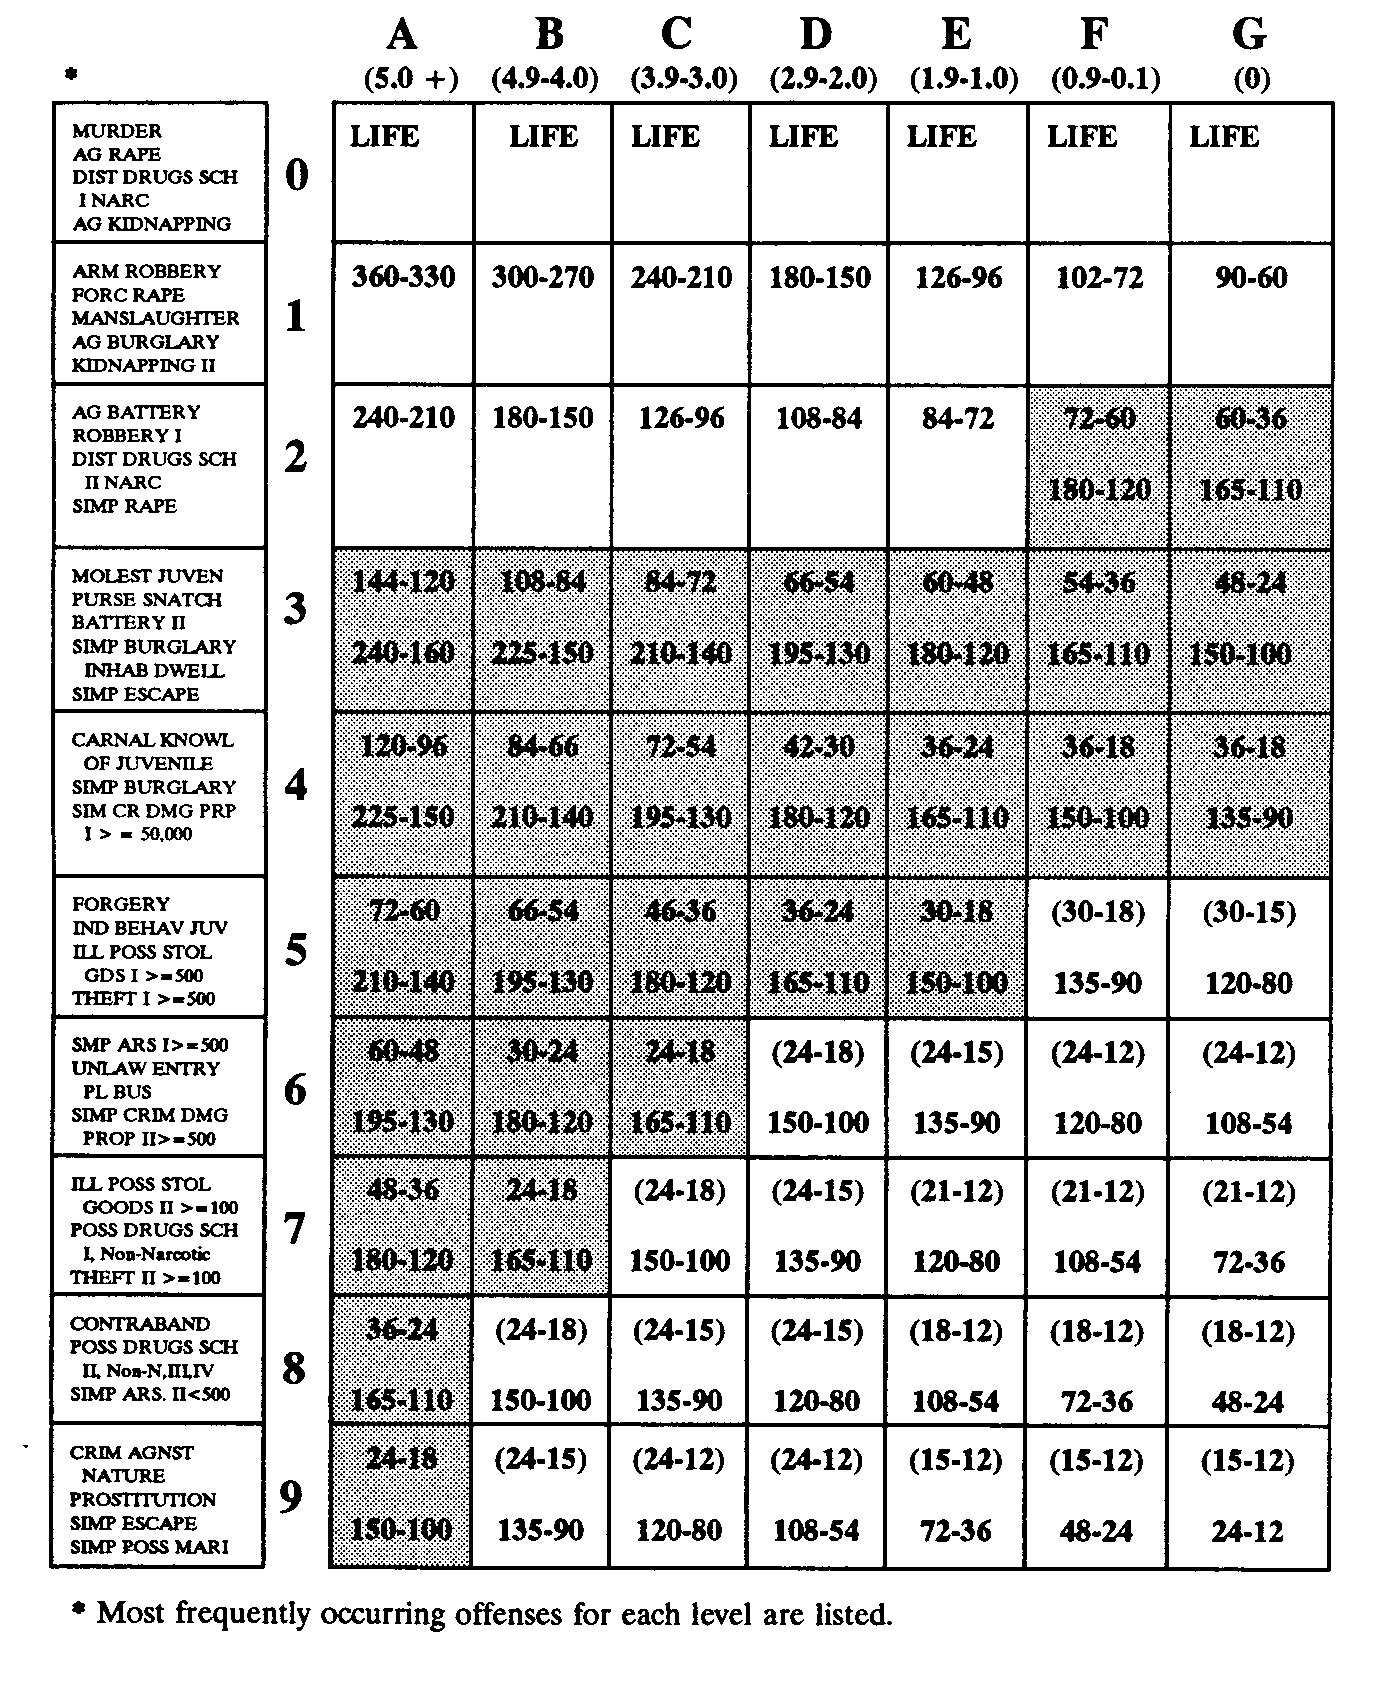 A B C D E F G
* (5.0 +) (4.9-4.0) (3.9-3.0) (2.9-2.0) (1.9-1.0) (0.9-0.1) (0)
MURDER
AG RAPE
DIST DRUGS SCH
I NARC
AG KIDNAPPING
0
LIFE LIFE LIFE LIFE LIFE LIFE LIFE
ARM ROBBERY
FORC RAPE
MANSLAUGHTER
AG BURGLARY
KIDNAPPING II
1
360-330 300-270 240-210 180-150 126-96 102-72 90-60
AG BATTERY
ROBBERY I
DIST DRUGS SCH
II NARC
SIMP RAPE
2
240-210 180-150 126-96 108-84 84-72 72-60 60-36
180-120 165-110
MOLEST JUVEN
PURSE SNATCH
BATTERY II
SIMP BURGLARY
INHAB DWELL
SIMP ESCAPE
3
144-120 108-84 84-72 66-54 60-48 54-36 48-24
240-160 225-150 210-140 195-130 180-120 165-110 150-100
CARNAL KNOWL
OF JUVENILE
SIMP BURGLARY
SIM CR DMG PRP
I > = 50,000
4
120-96 84-66 72-54 42-30 36-24 36-18 36-18
225-150 210-140 195-130 180-120 165-110 150-100 135-90
FORGERY
IND BEHAV JUV
ILL POSS STOL
GDS I >=500
THEFT I >=500
5
72-60 66-54 46-36 36-24 30-18 (30-18) (30-15)
210-140 195-130 180-120 165-110 150-100 135-90 120-80
SMP ARS I>=500
UNLAW ENTRY
PL BUS
SIMP CRIM DMG
PROP II>=500
6
60-48 30-24 24-18 (24-18) (24-15) (24-12) (24-12)
195-130 180-120 165-110 150-100 135-90 120-80 108-54
ILL POSS STOL
GOODS II >=100
POSS DRUGS SCH
I, Non-Narcotic
THEFT II >=100
7
48-36 24-18 (24-18) (24-15) (21-12) (21-12) (21-12)
180-120 165-110 150-100 135-90 120-80 108-54 72-36
CONTRABAND
POSS DRUGS SCH
II, Non-N,III,IV
SIMP ARS. II<500
8
36-24 (24-18) (24-15) (24-15) (18-12) (18-12) (18-12)
165-110 150-100 135-90 120-80 108-54 72-36 48-24
CRIM AGNST
NATURE
PROSTITUTION
SIMP ESCAPE
SIMP POSS MARI
9
24-18 (24-15) (24-12) (24-12) (15-12) (15-12) (15-12)
150-100 135-90 120-80 108-54 72-36 48-24 24-12
* Most frequently occurring offenses for each level are listed.